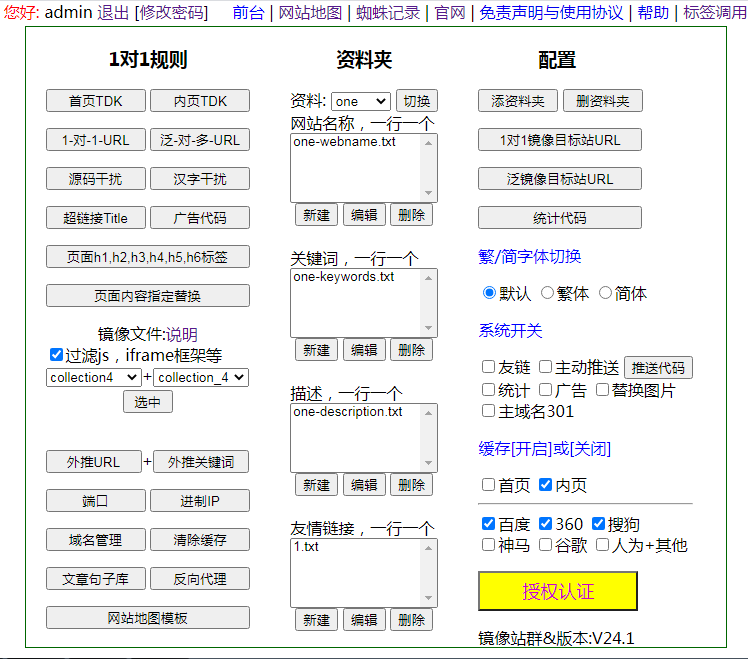 您好: admin 退出 [修改密码] 前台 | 网站地图 | 蜘蛛记录 | 官网 | 免责声明与使用协议 | 帮助 | 标签调用
1对1规则
首页TDK 内页TDK
1-对-1-URL 泛-对-多-URL
源码干扰 汉字干扰
超链接Title 广告代码
页面h1,h2,h3,h4,h5,h6标签
页面内容指定替换
镜像文件:说明
过滤js，iframe框架等
collection4 + collection_4
选中
外推URL + 外推关键词
端口 进制IP
域名管理 清除缓存
文章句子库 反向代理
网站地图模板
资料夹
资料: one 切换
网站名称，一行一个
one-webname.txt
新建 编辑 删除
关键词，一行一个
one-keywords.txt
新建 编辑 删除
描述，一行一个
one-description.txt
新建 编辑 删除
友情链接，一行一个
1.txt
新建 编辑 删除
配置
添资料夹 删资料夹
1对1镜像目标站URL
泛镜像目标站URL
统计代码
繁/简字体切换
默认 繁体 简体
系统开关
友链 主动推送 推送代码
统计 广告 替换图片
主域名301
缓存[开启]或[关闭]
首页 内页
百度 360 搜狗
神马 谷歌 人为+其他
授权认证
镜像站群&版本:V24.1